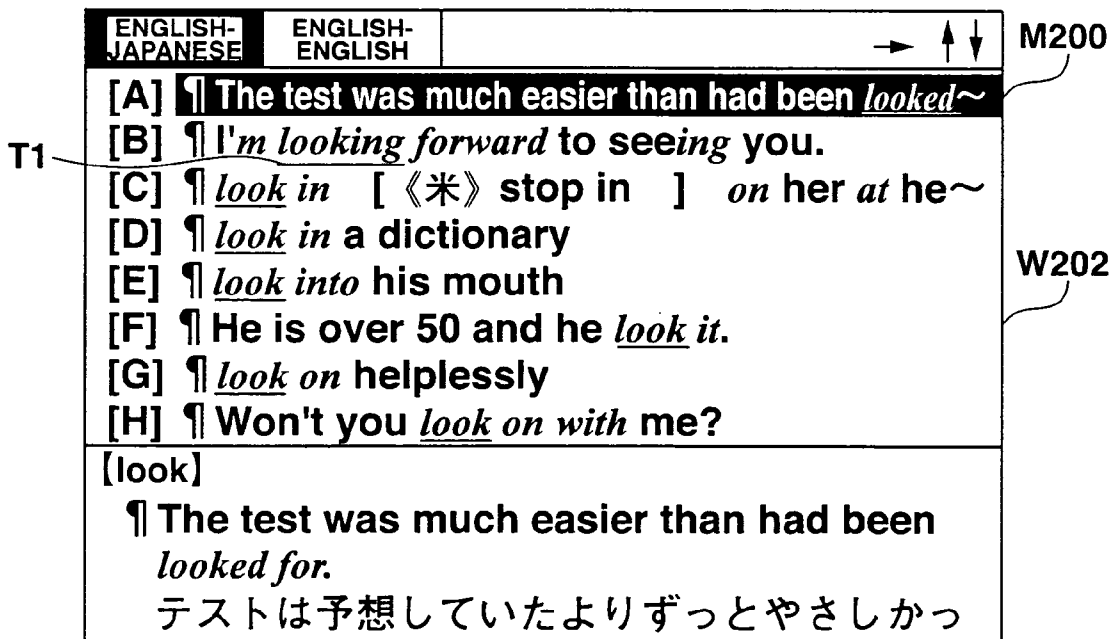 ENGLISH-JAPANESE ENGLISH-ENGLISH → ↑ ↓ M200
[A] ¶ The test was much easier than had been looked～
T1 [B] ¶ I'm looking forward to seeing you.
[C] ¶ look in [《米》 stop in ] on her at he～
[D] ¶ look in a dictionary
[E] ¶ look into his mouth W202
[F] ¶ He is over 50 and he look it.
[G] ¶ look on helplessly
[H] ¶ Won't you look on with me?
【look】
¶ The test was much easier than had been
looked for.
テストは予想していたよりずっとやさしかっ